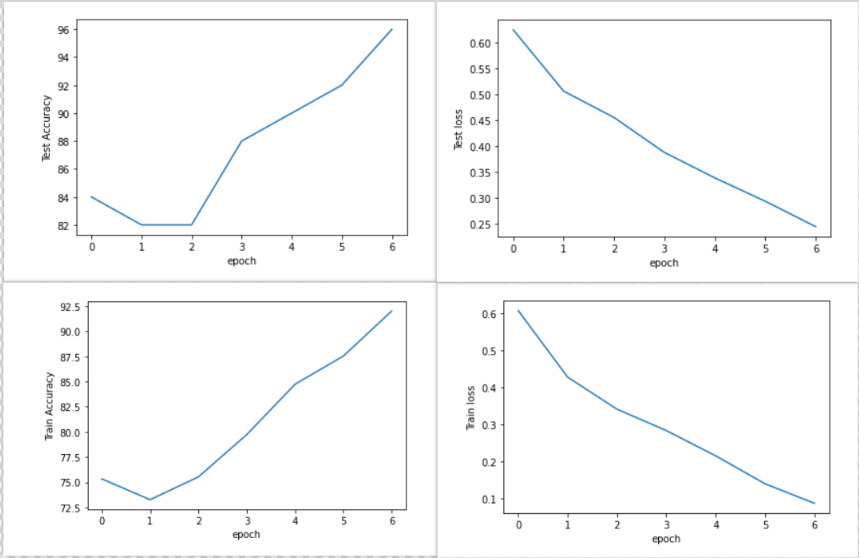 Test Accuracy
96
94
92
90
88
86
84
82
0 1 2 3 4 5 6
epoch
Test loss
0.60
0.55
0.50
0.45
0.40
0.35
0.30
0.25
0 1 2 3 4 5 6
epoch
Train Accuracy
92.5
90.0
87.5
85.0
82.5
80.0
77.5
75.0
72.5
0 1 2 3 4 5 6
epoch
Train loss
0.6
0.5
0.4
0.3
0.2
0.1
0 1 2 3 4 5 6
epoch